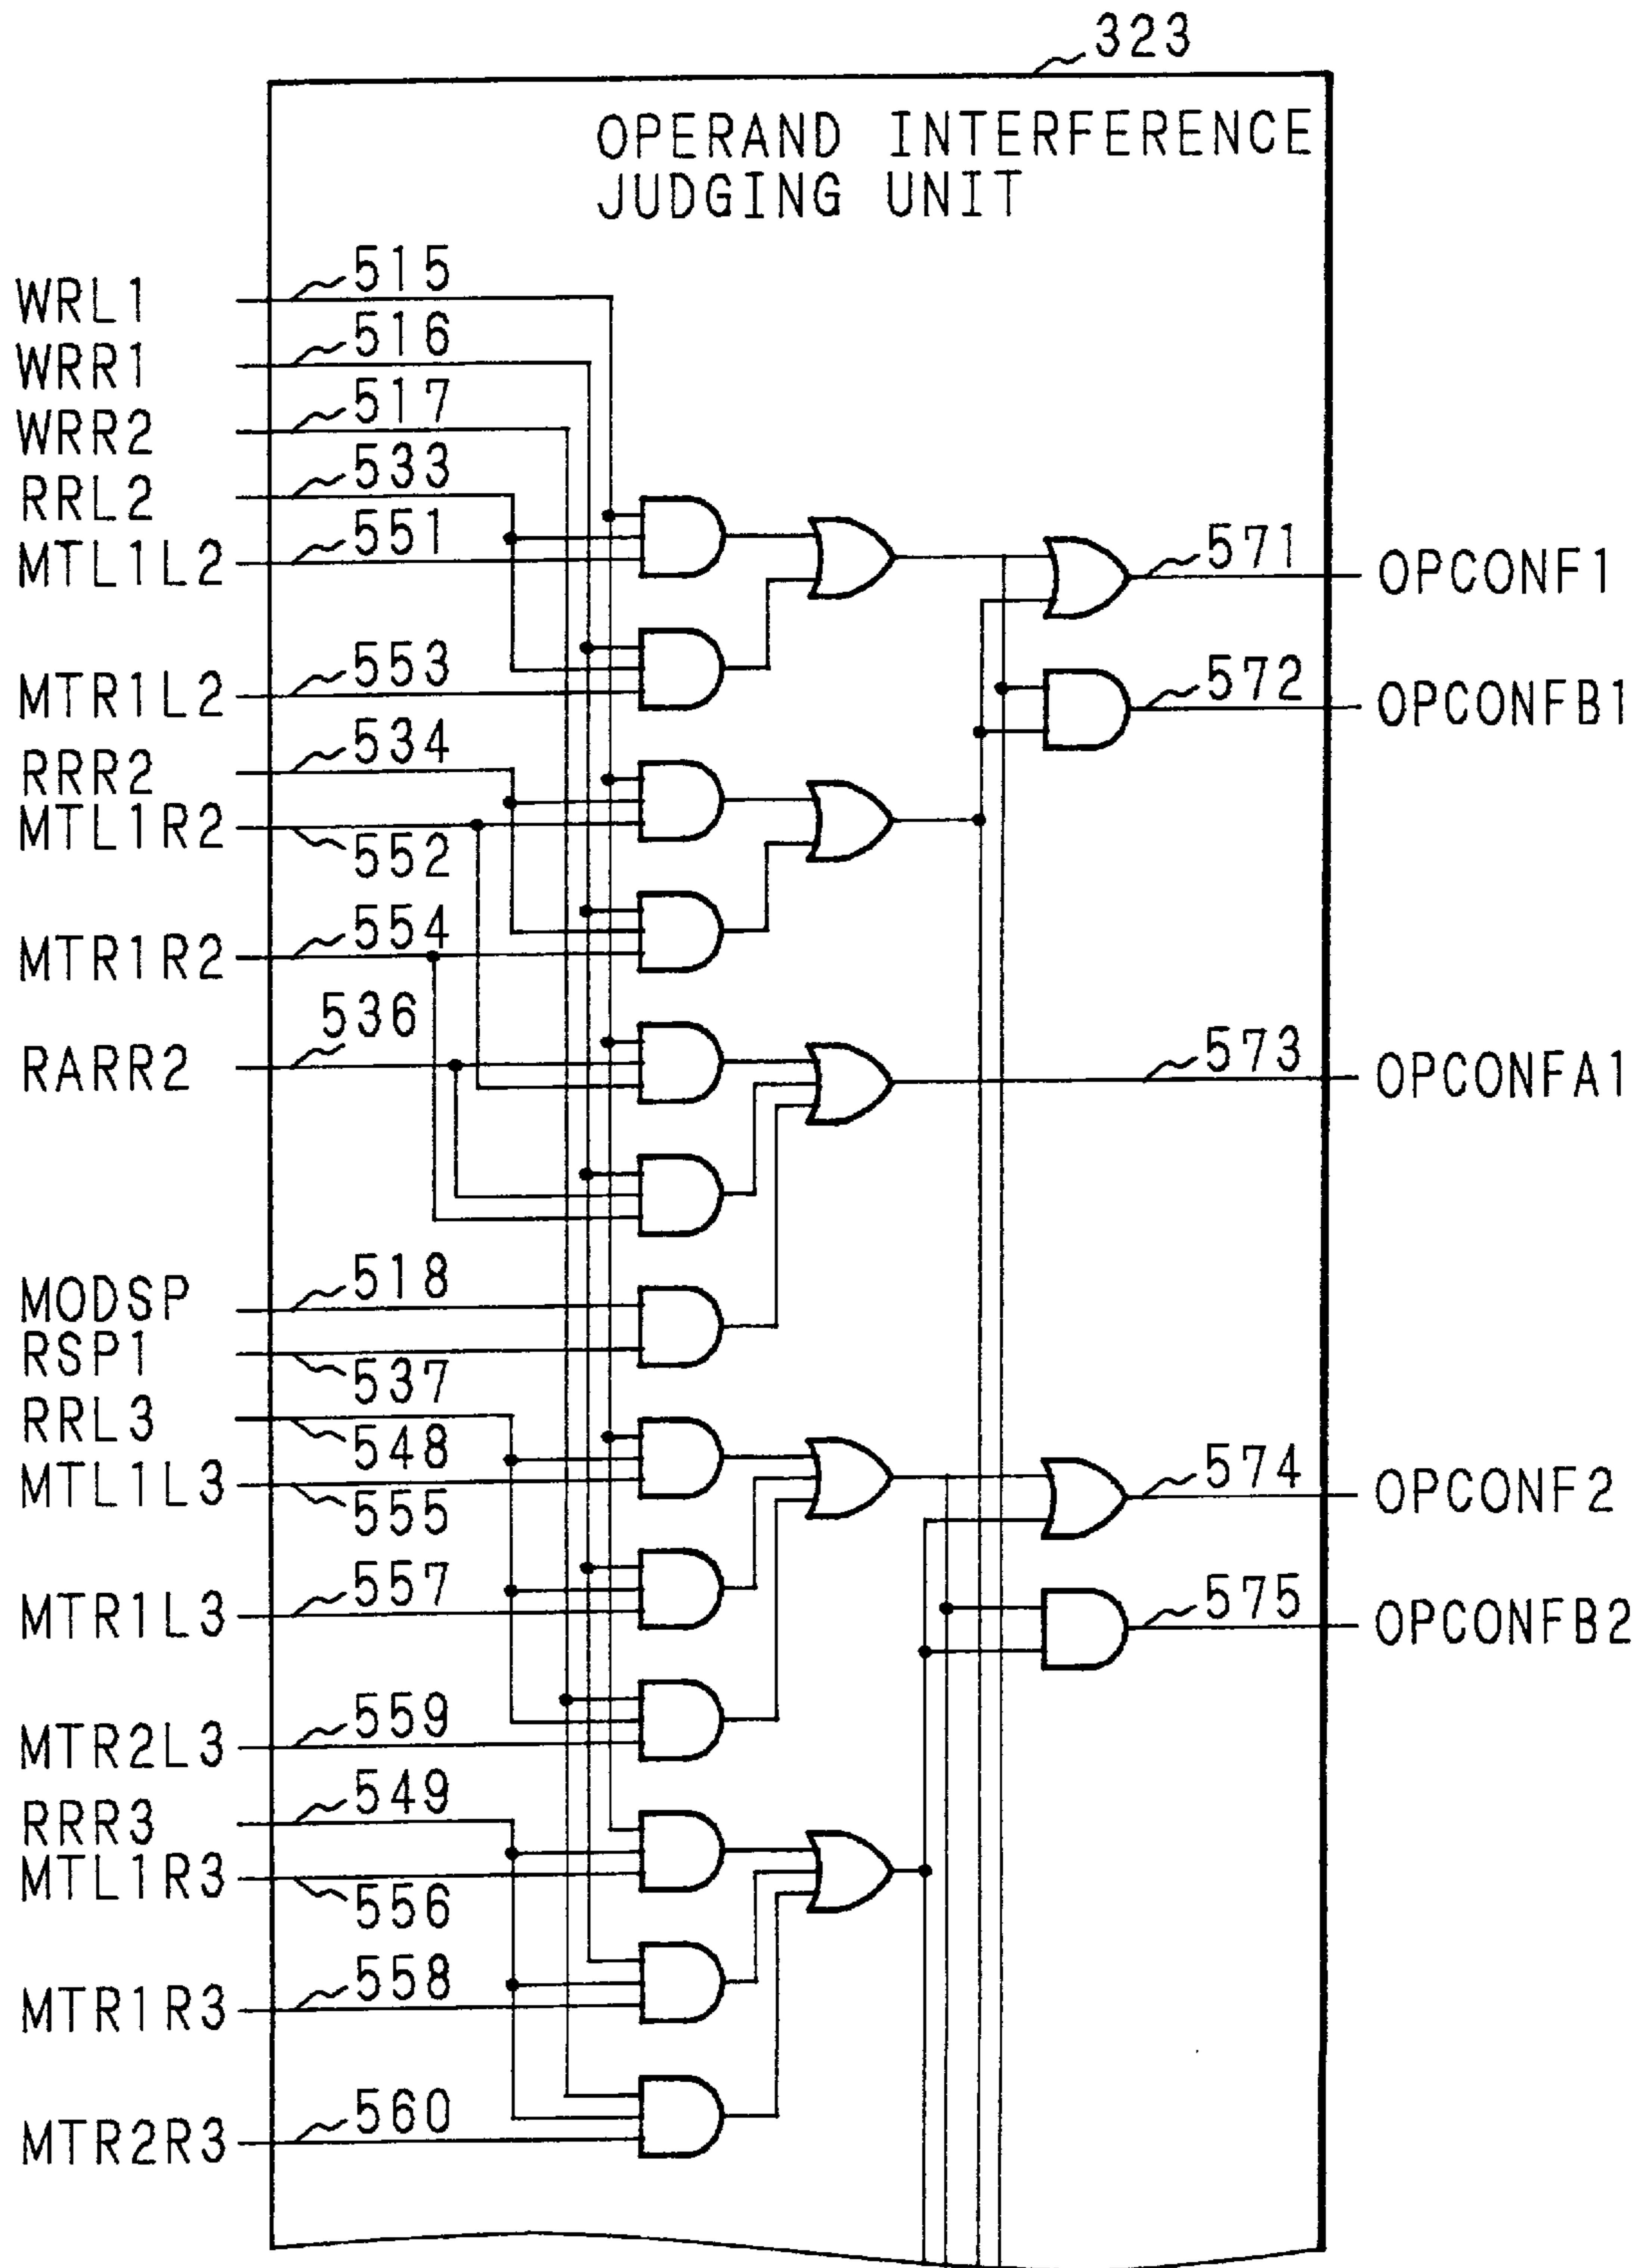 323
OPERAND INTERFERENCE
JUDGING UNIT
515
WRL1
516
WRR1
517
WRR2
533
RRL2
551
MTL1L2
571
OPCONF1
553
MTR1L2
572
OPCONFB1
534
RRR2
MTL1R2
552
554
MTR1R2
536
RARR2
573
OPCONFA1
518
MODSP
RSP1
537
RRL3
548
MTL1L3
555
574
OPCONF2
557
MTR1L3
575
OPCONFB2
559
MTR2L3
549
RRR3
MTL1R3
556
558
MTR1R3
560
MTR2R3